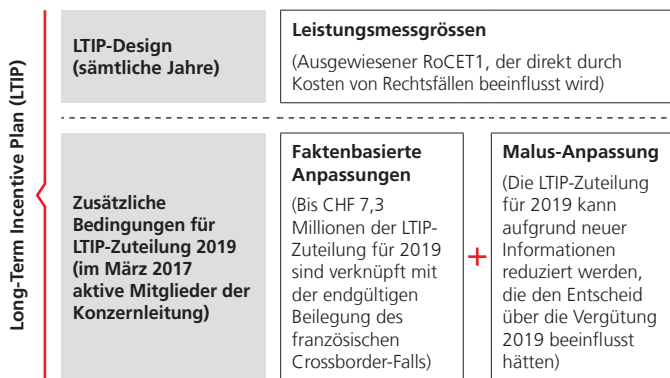 Long-Term Incentive Plan (LTIP)
LTIP-Design
(sämtliche Jahre)
Leistungsmessgrössen
(Ausgewiesener RoCET1, der direkt durch
Kosten von Rechtsfällen beeinflusst wird)
Zusätzliche
Bedingungen für
LTIP-Zuteilung 2019
(im März 2017
aktive Mitglieder der
Konzernleitung)
Faktenbasierte
Anpassungen
(Bis CHF 7,3
Millionen der LTIP-
Zuteilung für 2019
sind verknüpft mit
der endgültigen
Beilegung des
französischen
Crossborder-Falls)
+
Malus-Anpassung
(Die LTIP-Zuteilung
für 2019 kann
aufgrund neuer
Informationen
reduziert werden,
die den Entscheid
über die Vergütung
2019 beeinflusst
hätten)